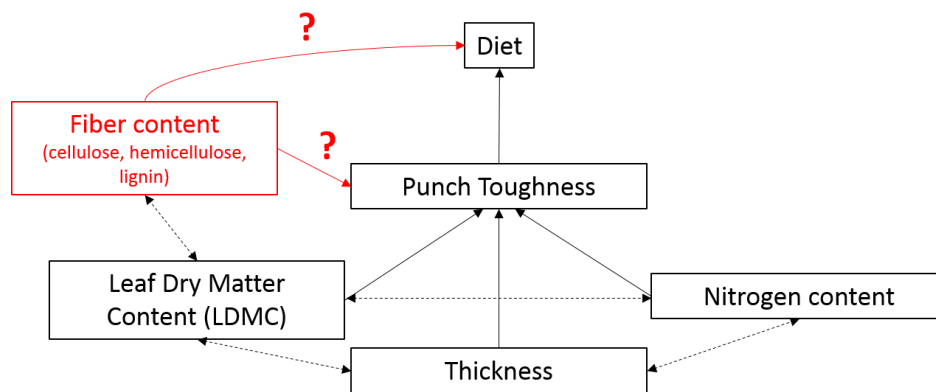 ?
Diet
Fiber content
(cellulose, hemicellulose,
lignin)
?
Punch Toughness
Leaf Dry Matter
Content (LDMC)
Nitrogen content
Thickness